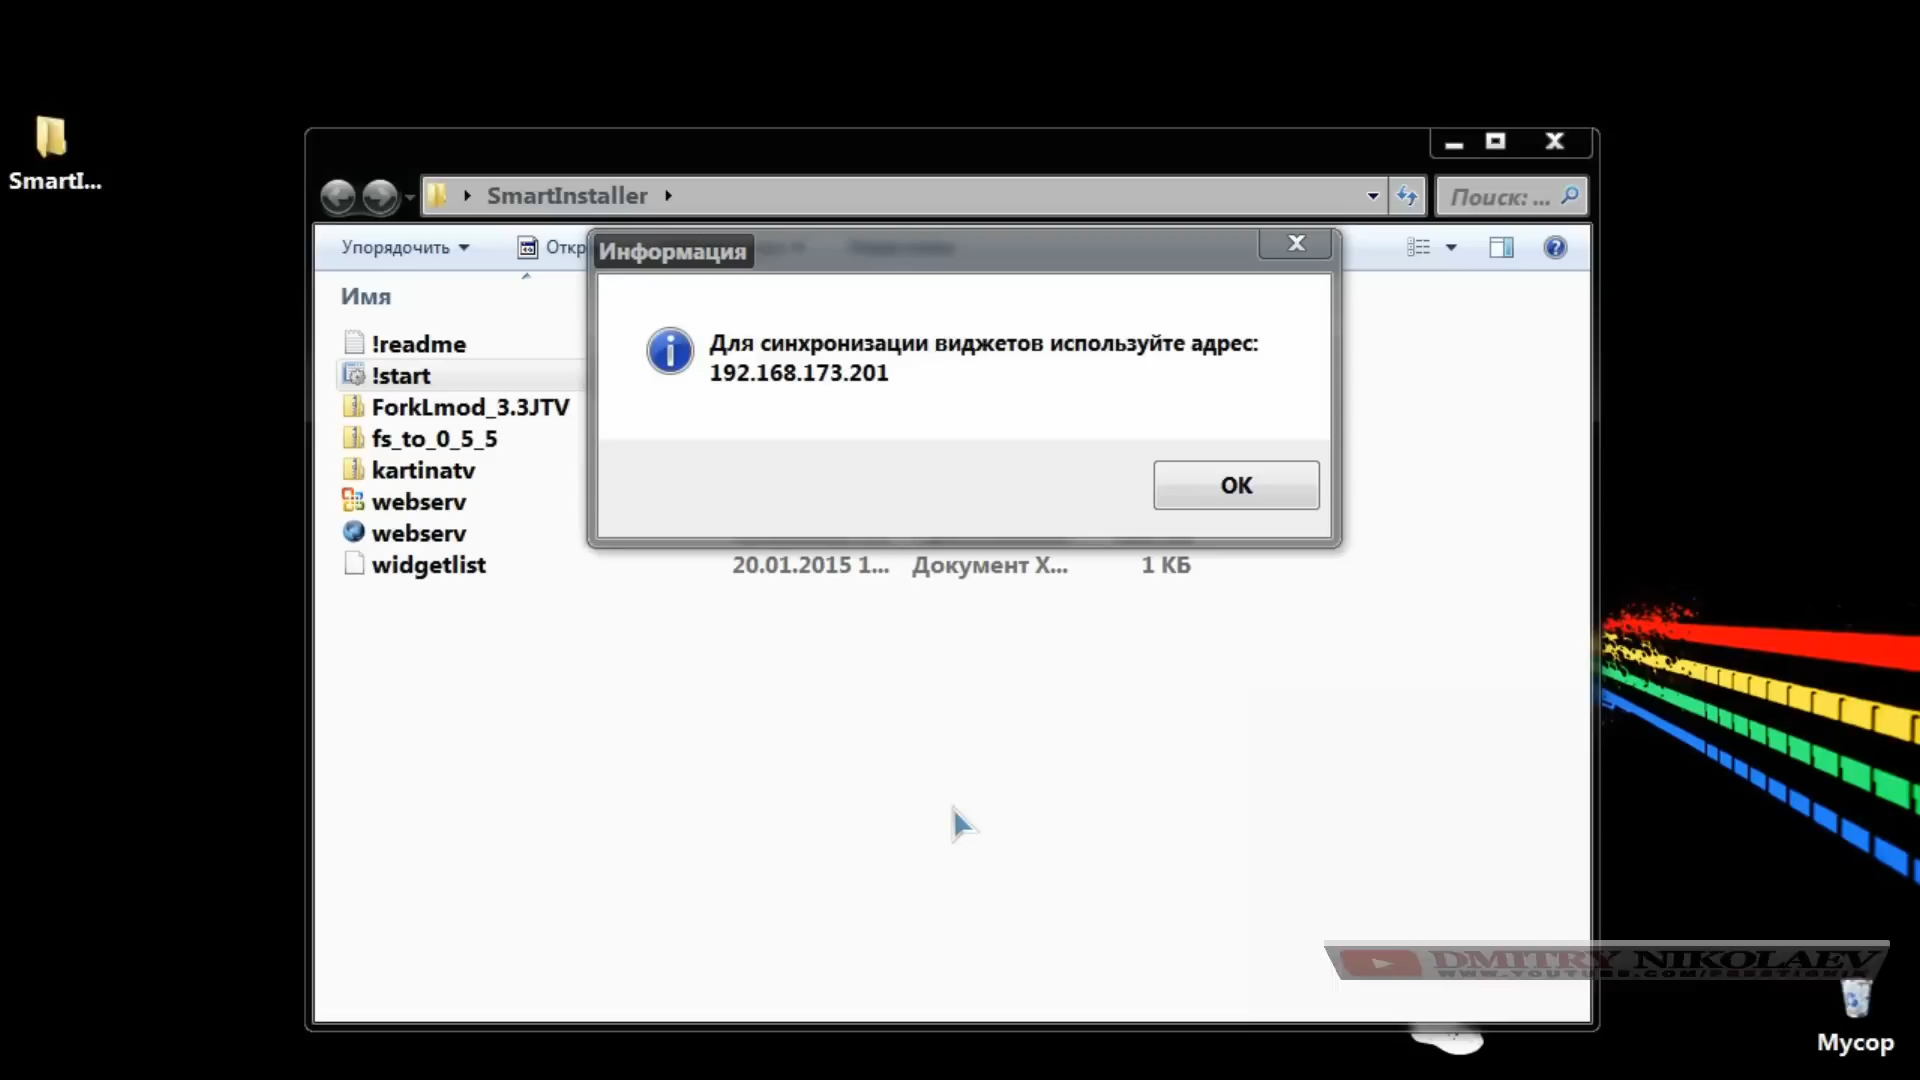 SmartI...
SmartInstaller
Поиск: ...
Упорядочить
Откр
Информация
Имя
Для синхронизации виджетов используйте адрес:
192.168.173.201
OK
!readme
!start
ForkLmod_3.3JTV
fs_to_0_5_5
kartinatv
webserv
webserv
widgetlist 20.01.2015 1... Документ X... 1 КБ
DMITRY NIKOLAEV
Мусор